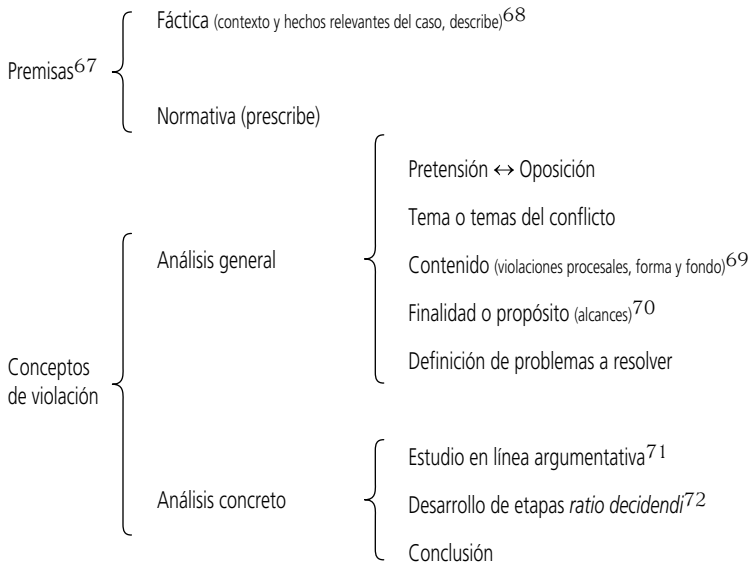 Fáctica (contexto y hechos relevantes del caso, describe)68
Premisas67
Normativa (prescribe)
Pretensión ↔ Oposición
Tema o temas del conflicto
Análisis general
Contenido (violaciones procesales, forma y fondo)69
Finalidad o propósito (alcances)70
Definición de problemas a resolver
Conceptos
de violación
Estudio en línea argumentativa71
Análisis concreto
Desarrollo de etapas ratio decidendi72
Conclusión